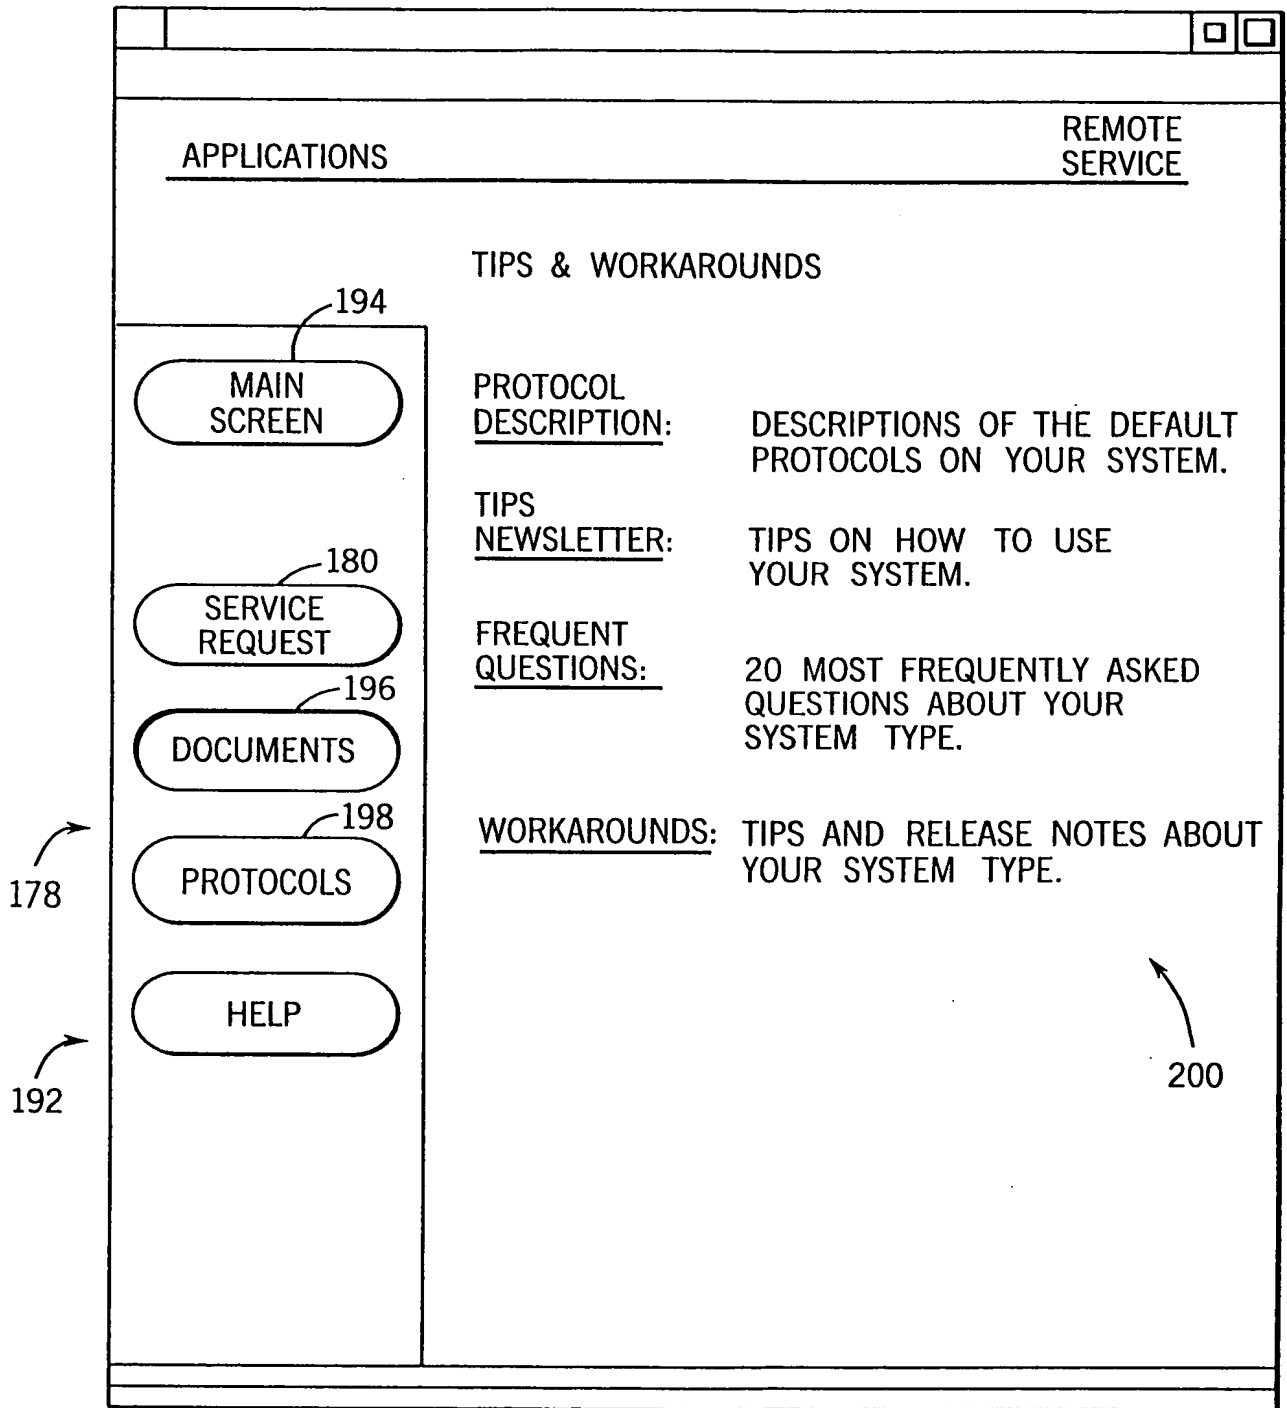 APPLICATIONS
REMOTE
SERVICE
TIPS & WORKAROUNDS
194
MAIN
SCREEN
180
SERVICE
REQUEST
196
DOCUMENTS
198
PROTOCOLS
HELP
178
192
PROTOCOL
DESCRIPTION:
DESCRIPTIONS OF THE DEFAULT
PROTOCOLS ON YOUR SYSTEM.
TIPS
NEWSLETTER:
TIPS ON HOW TO USE
YOUR SYSTEM.
FREQUENT
QUESTIONS:
20 MOST FREQUENTLY ASKED
QUESTIONS ABOUT YOUR
SYSTEM TYPE.
WORKAROUNDS:
TIPS AND RELEASE NOTES ABOUT
YOUR SYSTEM TYPE.
200